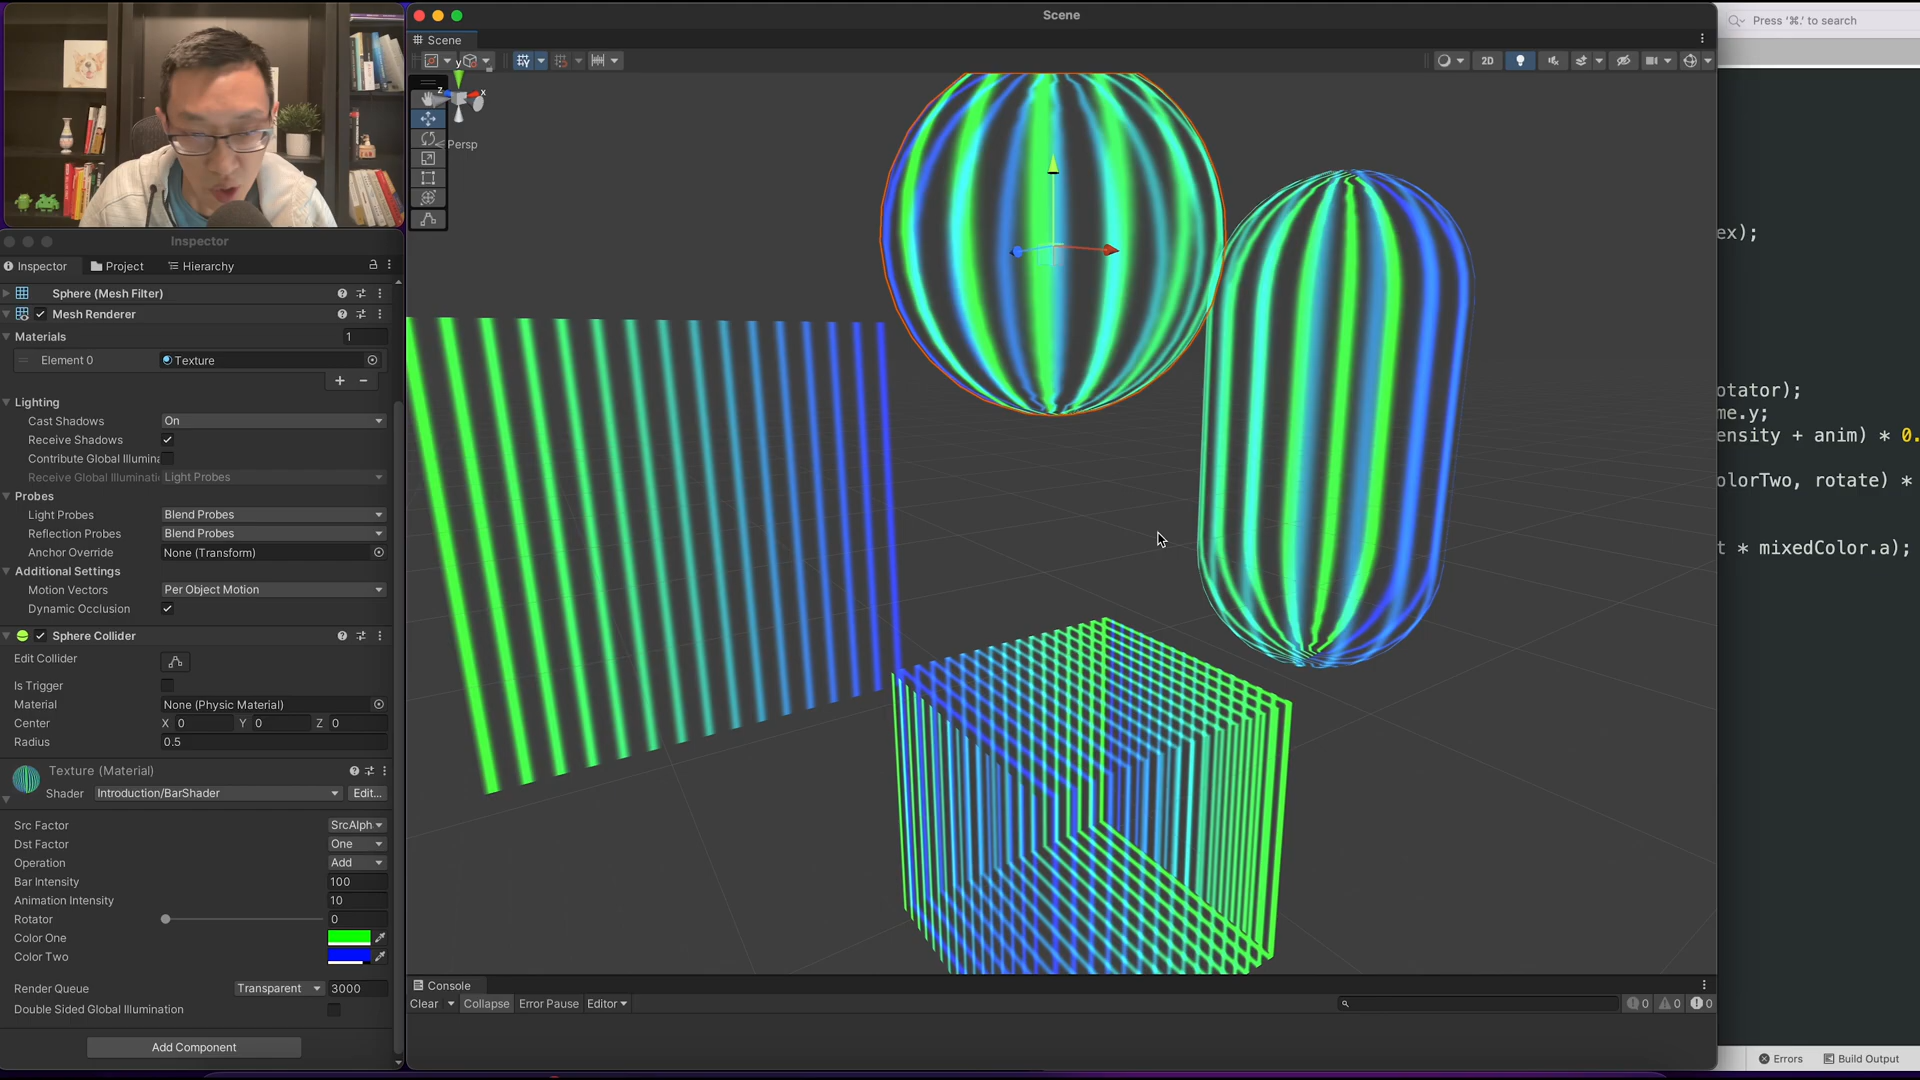 Scene
Press '⌘.' to search
Scene
2D
y
z
x
Persp
Inspector
Inspector
Project
Hierarchy
Sphere (Mesh Filter)
Mesh Renderer
Materials
1
Element 0
Texture
Lighting
Cast Shadows
On
Receive Shadows
Contribute Global Illumina
Receive Global Illuminati
Light Probes
Probes
Light Probes
Blend Probes
Reflection Probes
Blend Probes
Anchor Override
None (Transform)
Additional Settings
Motion Vectors
Per Object Motion
Dynamic Occlusion
Sphere Collider
Edit Collider
Is Trigger
Material
None (Physic Material)
Center
X 0
Y 0
Z 0
Radius
0.5
Texture (Material)
Shader
Introduction/BarShader
Edit...
Src Factor
SrcAlph
Dst Factor
One
Operation
Add
Bar Intensity
100
Animation Intensity
10
Rotator
0
Color One
Color Two
Render Queue
Transparent
3000
Double Sided Global Illumination
Add Component
Console
Clear
Collapse
Error Pause
Editor
0
0
0
ex);
otator);
me.y;
ensity + anim) * 0.
olorTwo, rotate) *
t * mixedColor.a);
Errors
Build Output